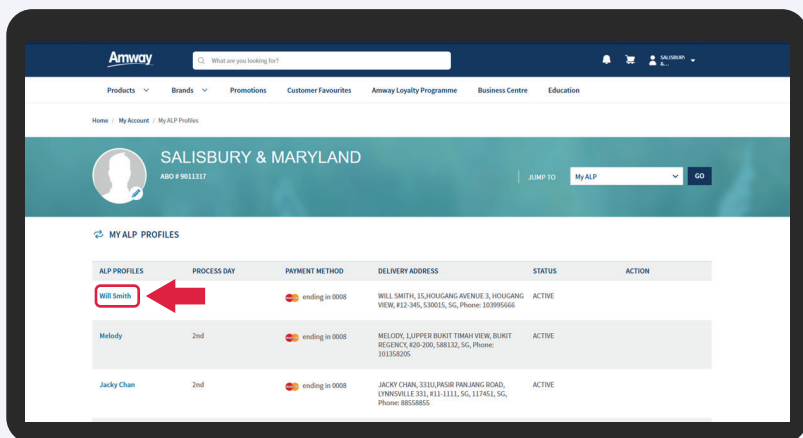 Amway
What are you looking for?
SALISBURY
&...
Products
Brands
Promotions
Customer Favourites
Amway Loyalty Programme
Business Centre
Education
Home / My Account / My ALP Profiles
SALISBURY & MARYLAND
ABO # 9011317
JUMP TO
My ALP
GO
MY ALP PROFILES
ALP PROFILES
PROCESS DAY
PAYMENT METHOD
DELIVERY ADDRESS
STATUS
ACTION
Will Smith
ending in 0008
WILL SMITH, 15,HOUGANG AVENUE 3, HOUGANG
VIEW, #12-345, 530015, SG, Phone: 103995666
ACTIVE
Melody
2nd
ending in 0008
MELODY, 1,UPPER BUKIT TIMAH VIEW, BUKIT
REGENCY, #20-200, 588132, SG, Phone:
101358205
ACTIVE
Jacky Chan
2nd
ending in 0008
JACKY CHAN, 331U,PASIR PANJANG ROAD,
LYNNSVILLE 331, #11-1111, SG, 117451, SG,
Phone: 88558855
ACTIVE